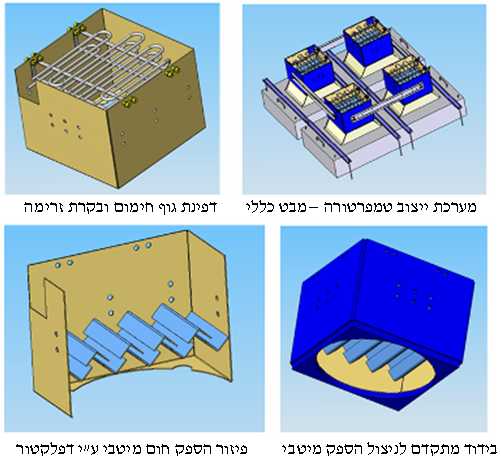 מערכת ייצוב טמפרטורה – מבט כללי
דפינת גוף חימום ובקרת זרימה
בידוד מתקדם לניצול הספק מיטבי
פיזור הספק חום מיטבי ע״י דפלקטור